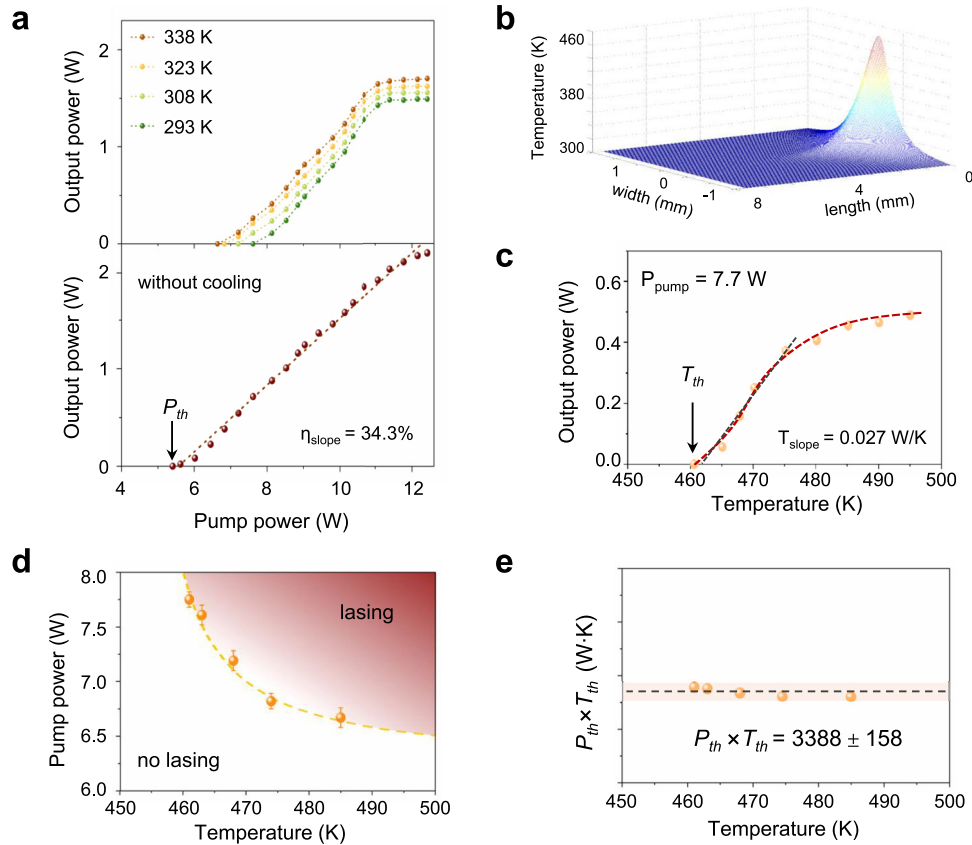 a
Output power (W)
2
1
0
338 K
323 K
308 K
293 K
Output power (W)
2
1
0
without cooling
P_th
η_slope = 34.3%
4 6 8 10 12
Pump power (W)
b
Temperature (K)
460
380
300
1
0
-1
width (mm)
8
4
0
length (mm)
c
Output power (W)
0.6
0.4
0.2
0.0
P_pump = 7.7 W
T_th
T_slope = 0.027 W/K
450 460 470 480 490 500
Temperature (K)
d
Pump power (W)
8.0
7.5
7.0
6.5
6.0
lasing
no lasing
450 460 470 480 490 500
Temperature (K)
e
P_th×T_th (W·K)
P_th × T_th = 3388 ± 158
450 460 470 480 490 500
Temperature (K)